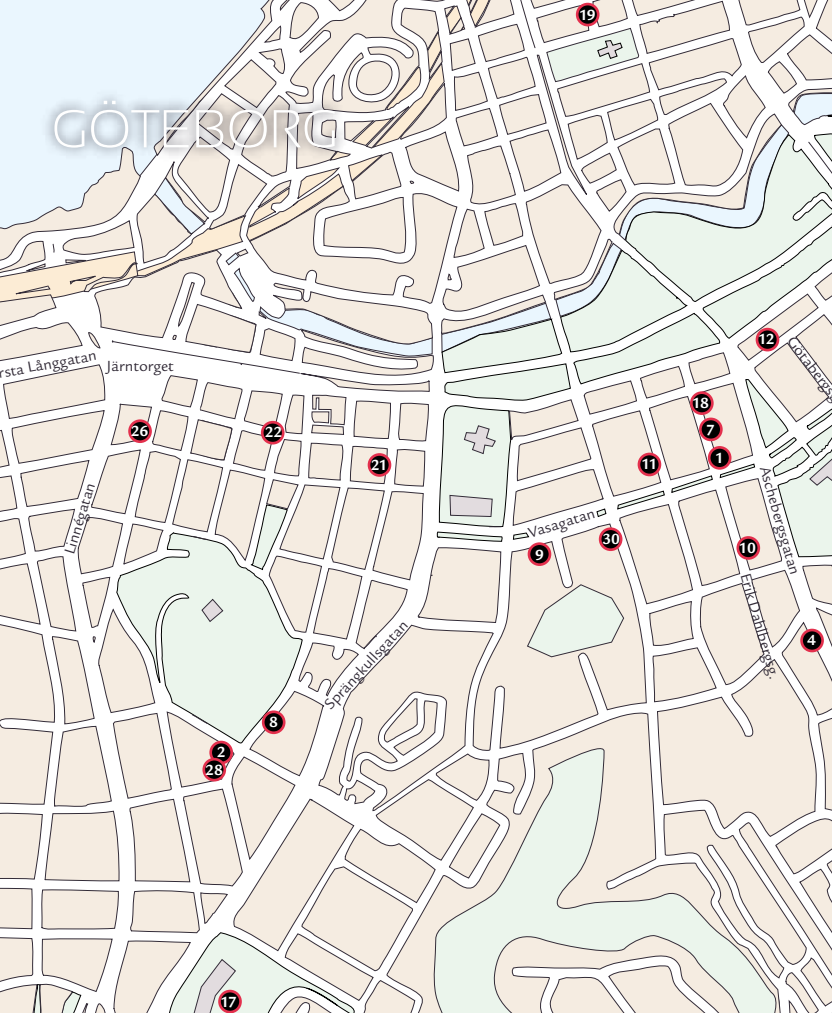 19
GÖTEBORG
12
Götabergsg
rsta Långgatan
Järntorget
18
26
22
7
21
11
1
Aschebergsgatan
Linnégatan
Vasagatan
30
9
10
Erik Dahlbergsg.
4
Sprängkullsgatan
8
2
28
17